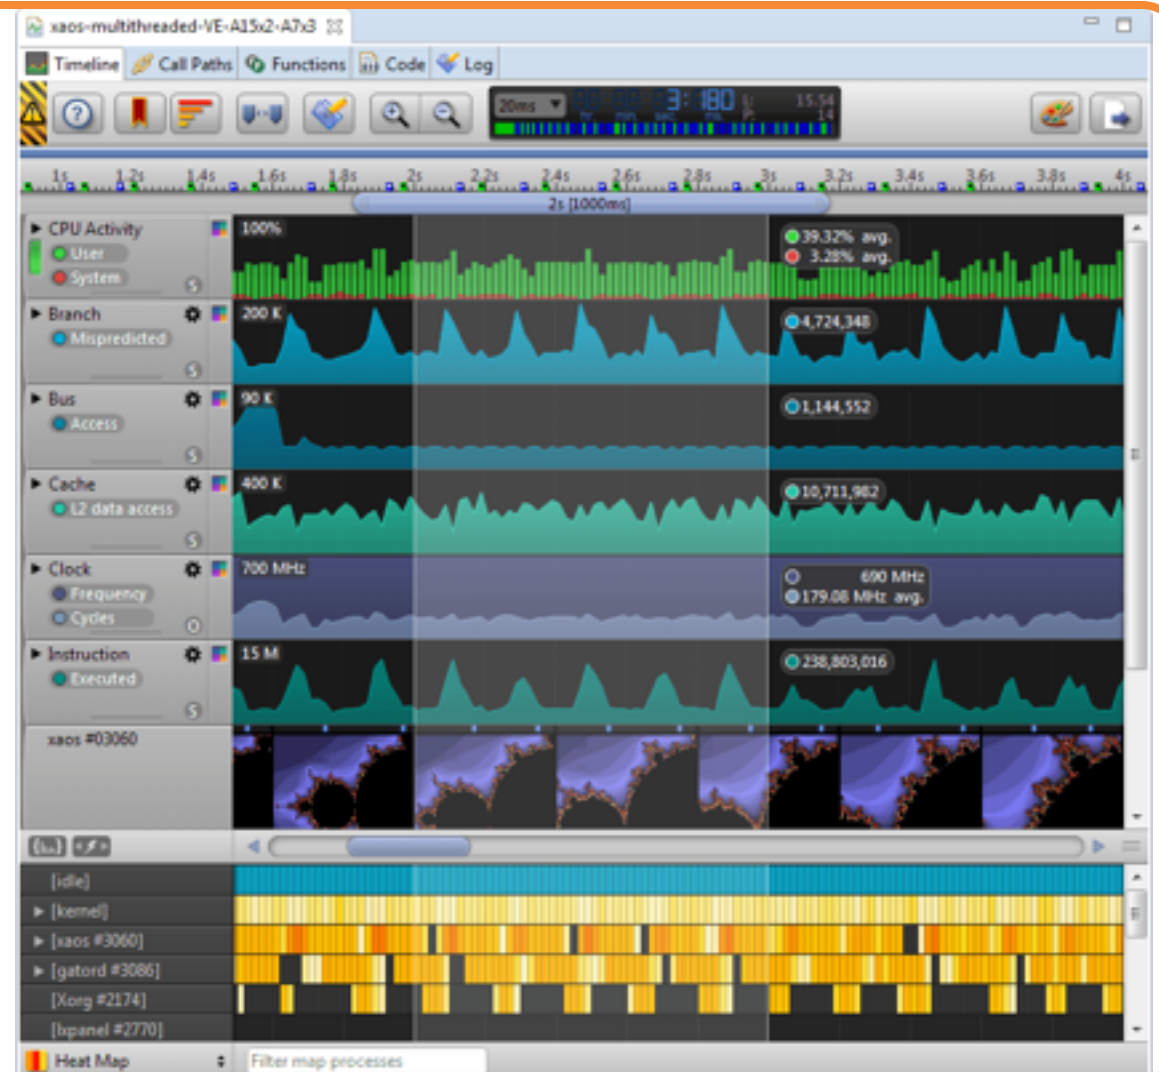 xaos-multithreaded-VE-A15x2-A7x3
Timeline Call Paths Functions Code Log
20ms 3:180 15.54
14
1s 1.2s 1.4s 1.6s 1.8s 2s 2.2s 2.4s 2.6s 2.8s 3s 3.2s 3.4s 3.6s 3.8s 4s
2s [1000ms]
CPU Activity 100% 39.32% avg.
User 3.28% avg.
System S
Branch 200 K 4,724,348
Mispredicted
S
Bus 90 K 1,144,552
Access
S
Cache 400 K 10,711,982
L2 data access
S
Clock 700 MHz 690 MHz
Frequency 179.08 MHz avg.
Cycles O
Instruction 15 M 238,803,016
Executed
S
xaos #03060
[idle]
[kernel]
[xaos #3060]
[gatord #3086]
[Xorg #2174]
[lxpanel #2770]
Heat Map Filter map processes